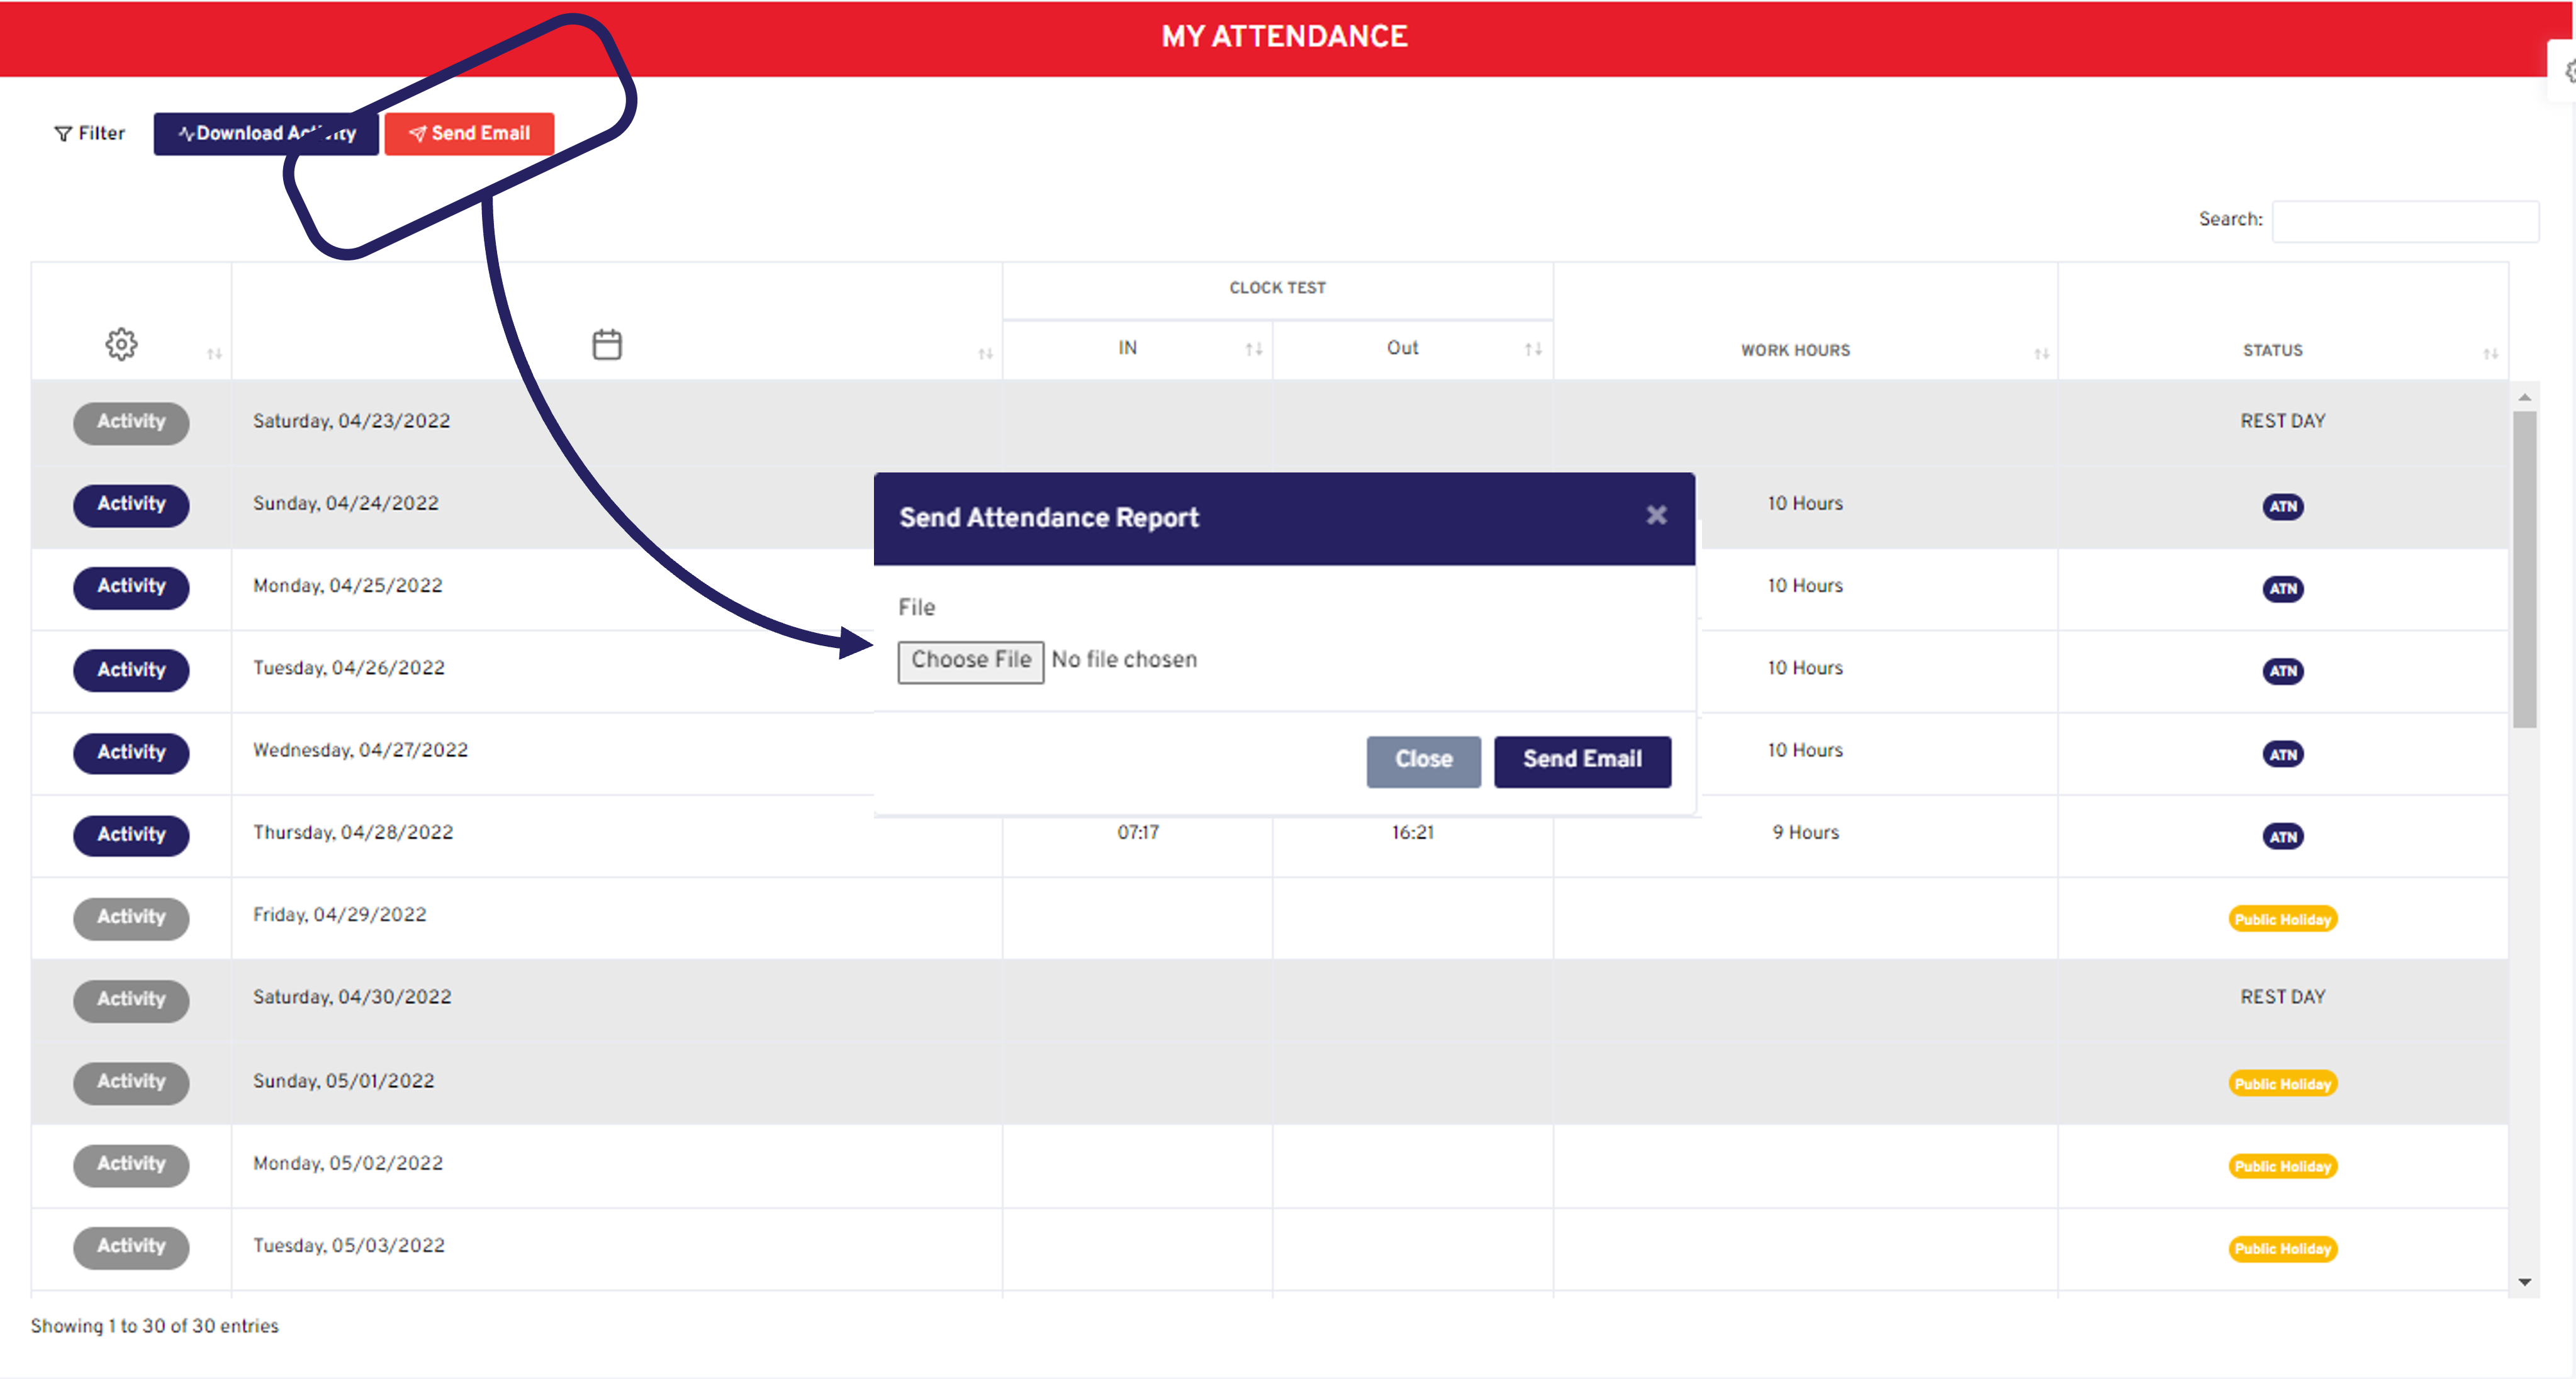 MY ATTENDANCE
Filter
Download
Send Email
Search:
CLOCK TEST
IN
Out
WORK HOURS
STATUS
Activity Saturday, 04/23/2022 REST DAY
Activity Sunday, 04/24/2022 10 Hours ATN
Activity Monday, 04/25/2022 10 Hours ATN
Activity Tuesday, 04/26/2022 10 Hours ATN
Activity Wednesday, 04/27/2022 10 Hours ATN
Activity Thursday, 04/28/2022 07:17 16:21 9 Hours ATN
Activity Friday, 04/29/2022 Public Holiday
Activity Saturday, 04/30/2022 REST DAY
Activity Sunday, 05/01/2022 Public Holiday
Activity Monday, 05/02/2022 Public Holiday
Activity Tuesday, 05/03/2022 Public Holiday
Send Attendance Report
File
Choose File No file chosen
Close Send Email
Showing 1 to 30 of 30 entries